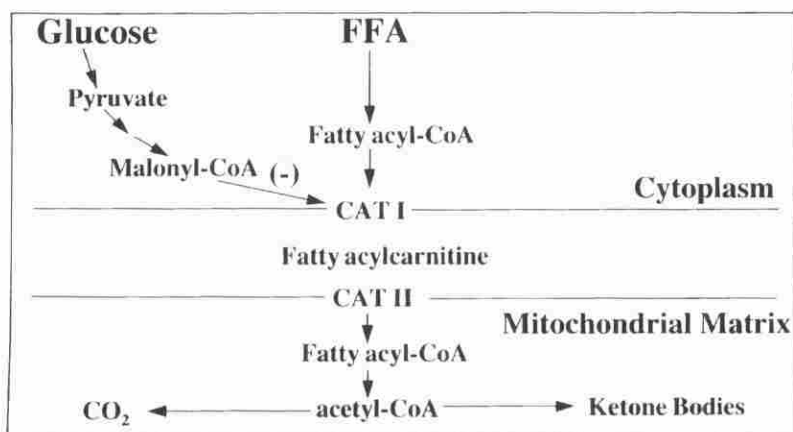 Glucose FFA
Pyruvate
Fatty acyl-CoA
Malonyl-CoA (-)
Cytoplasm
CAT I
Fatty acylcarnitine
CAT II
Mitochondrial Matrix
Fatty acyl-CoA
CO₂ acetyl-CoA Ketone Bodies